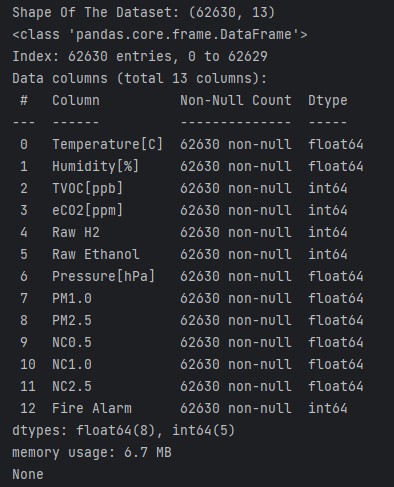 Shape Of The Dataset: (62630, 13)
<class 'pandas.core.frame.DataFrame'>
Index: 62630 entries, 0 to 62629
Data columns (total 13 columns):
 #   Column          Non-Null Count  Dtype
---  ------          --------------  -----
 0   Temperature[C]  62630 non-null  float64
 1   Humidity[%]     62630 non-null  float64
 2   TVOC[ppb]       62630 non-null  int64
 3   eCO2[ppm]       62630 non-null  int64
 4   Raw H2          62630 non-null  int64
 5   Raw Ethanol     62630 non-null  int64
 6   Pressure[hPa]   62630 non-null  float64
 7   PM1.0           62630 non-null  float64
 8   PM2.5           62630 non-null  float64
 9   NC0.5           62630 non-null  float64
 10  NC1.0           62630 non-null  float64
 11  NC2.5           62630 non-null  float64
 12  Fire Alarm      62630 non-null  int64
dtypes: float64(8), int64(5)
memory usage: 6.7 MB
None